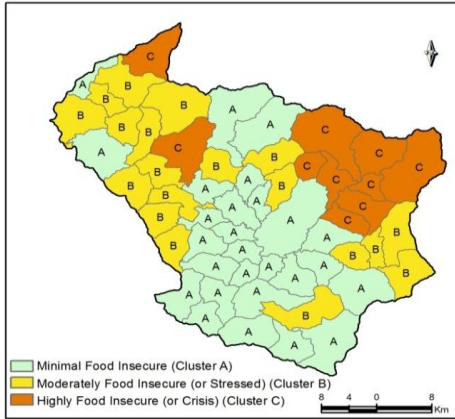 C
A B B
B B
A A C
B B
B B C
A C B C
B C B C
B A A A C B
B A C
B A A A C B
B A A B
A A A B B
A A A A B
A A A A A
A A A
A A B
A A A A
Minimal Food Insecure (Cluster A)
Moderately Food Insecure (or Stressed) (Cluster B)
Highly Food Insecure (or Crisis) (Cluster C)
8 4 0 8
Km